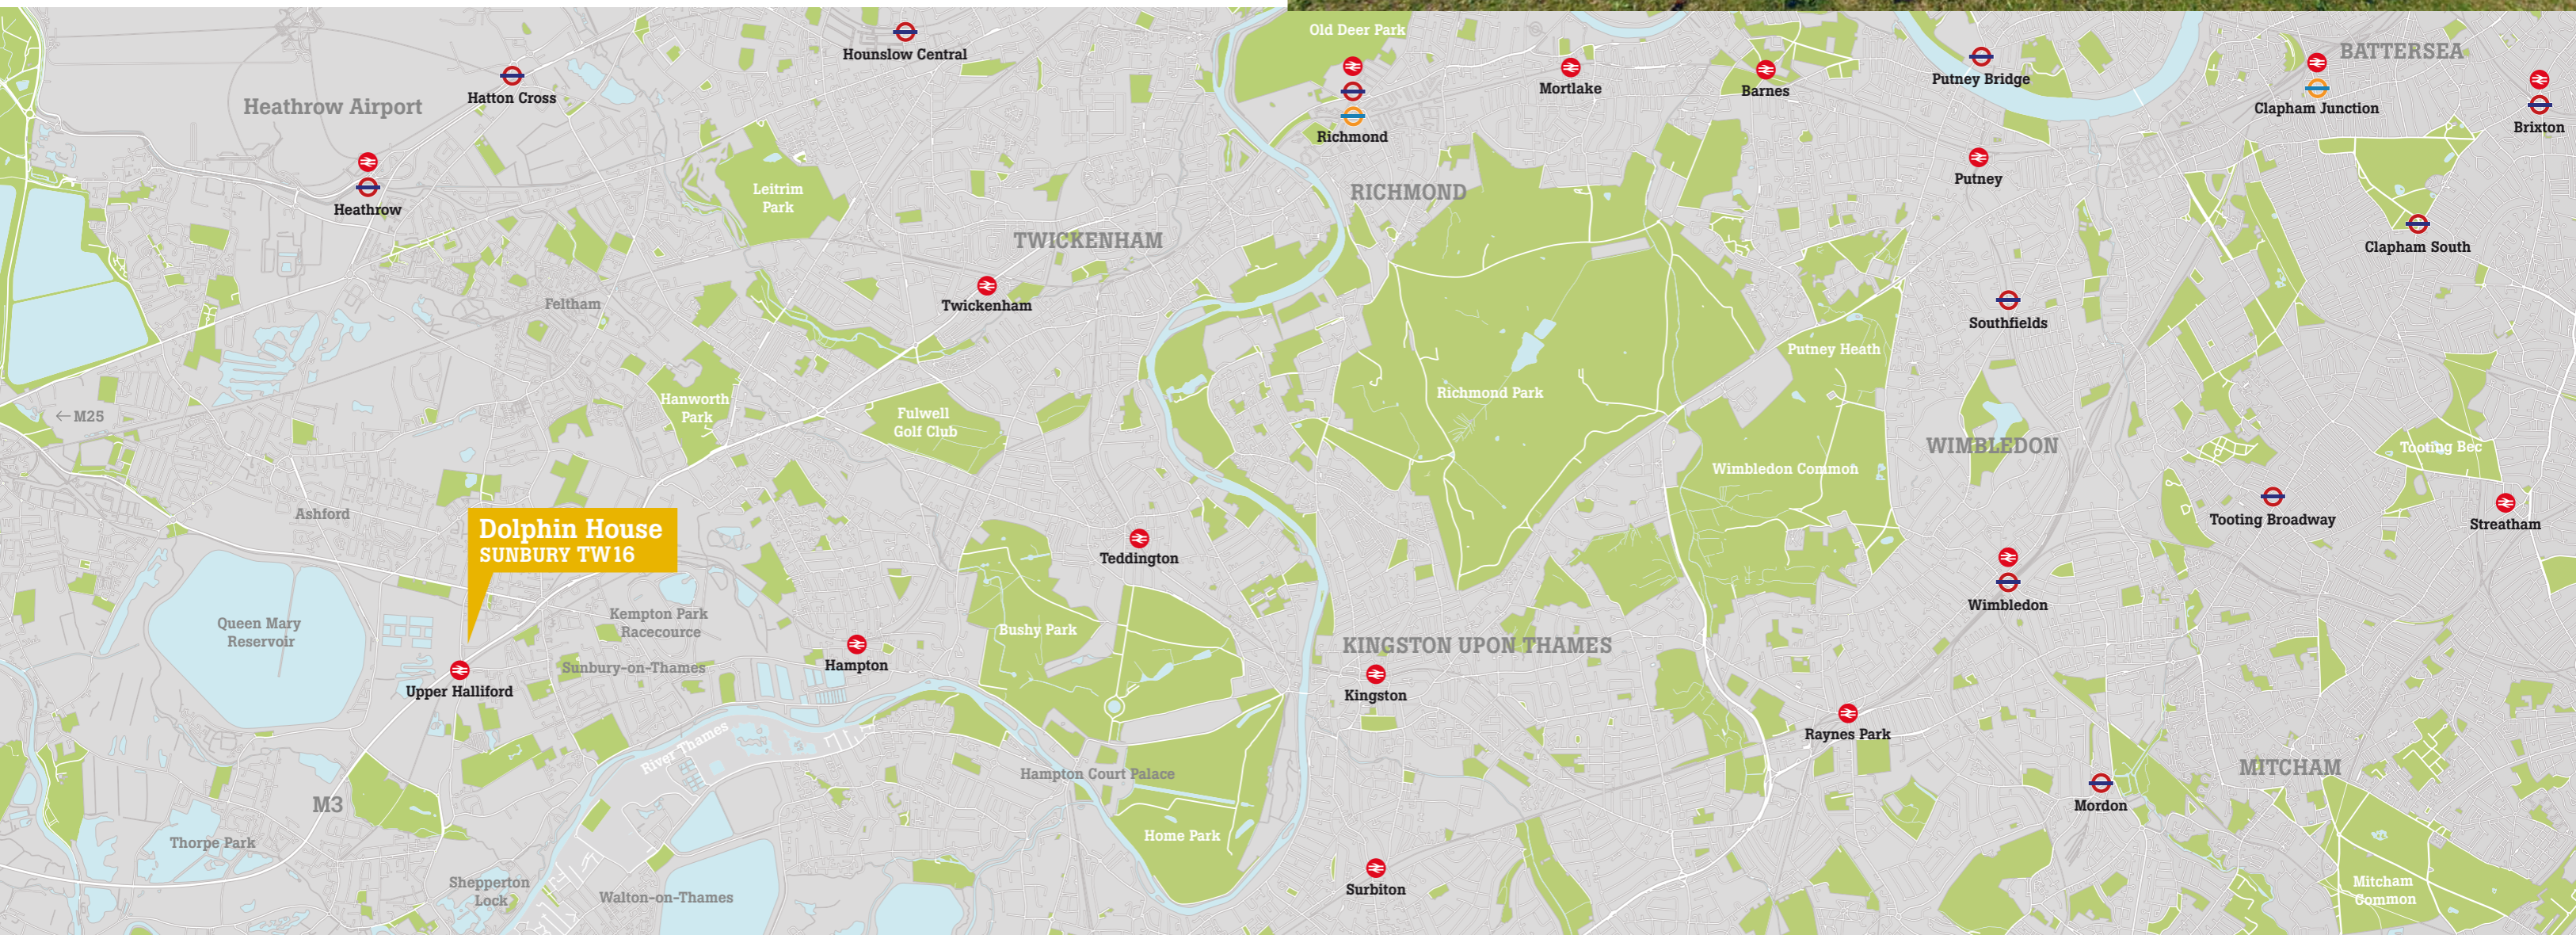 Old Deer Park
Hounslow Central
BATTERSEA
Putney Bridge
Mortlake
Barnes
Hatton Cross
Heathrow Airport
Clapham Junction
Brixton
Richmond
Putney
Leitrim
Park
RICHMOND
Heathrow
TWICKENHAM
Clapham South
Feltham
Twickenham
Southfields
Putney Heath
Richmond Park
Hanworth
Park
←M25
Fulwell
Golf Club
WIMBLEDON
Tooting Bec
Wimbledon Common
Ashford
Tooting Broadway
Streatham
Dolphin House
SUNBURY TW16
Teddington
Wimbledon
Kempton Park
Racecource
Queen Mary
Reservoir
Bushy Park
KINGSTON UPON THAMES
Hampton
Sunbury-on-Thames
Upper Halliford
Kingston
Raynes Park
River Thames
Hampton Court Palace
MITCHAM
M3
Mordon
Home Park
Thorpe Park
Shepperton
Lock
Surbiton
Walton-on-Thames
Mitcham
Common